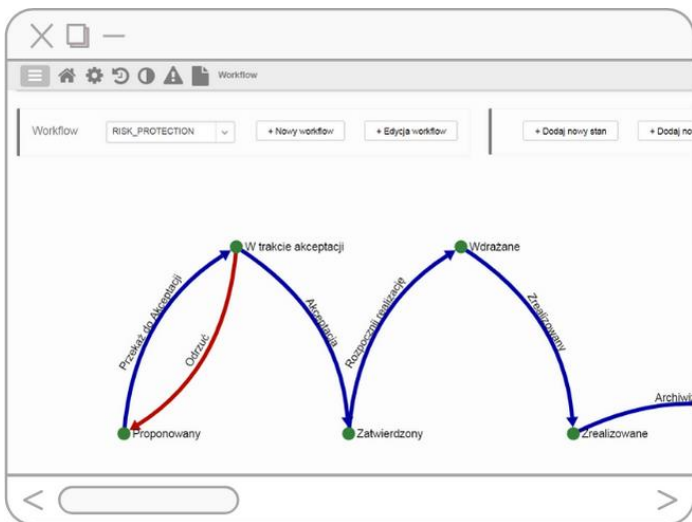 Workflow
Workflow
RISK_PROTECTION
+ Nowy workflow
+ Edycja workflow
+ Dodaj nowy stan
+ Dodaj
W trakcie akceptacji
Wdrażane
Przekaż do Akceptacji
Odrzuć
Akceptacja
Rozpocznij realizację
Zrealizowany
Proponowany
Zatwierdzony
Zrealizowane